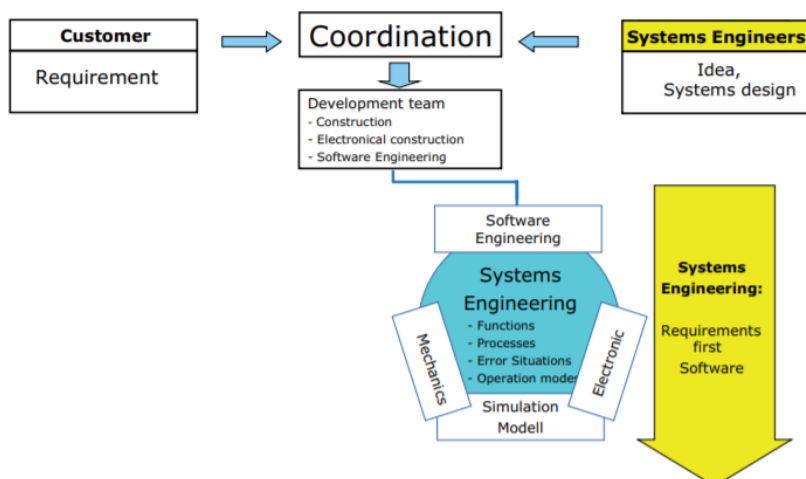 Customer
Requirement
Coordination
Systems Engineers
Idea,
Systems design
Development team
- Construction
- Electronical construction
- Software Engineering
Software
Engineering
Systems
Engineering
- Functions
- Processes
- Error Situations
- Operation modes
Mechanics
Electronic
Simulation
Modell
Systems
Engineering:
Requirements
first
Software